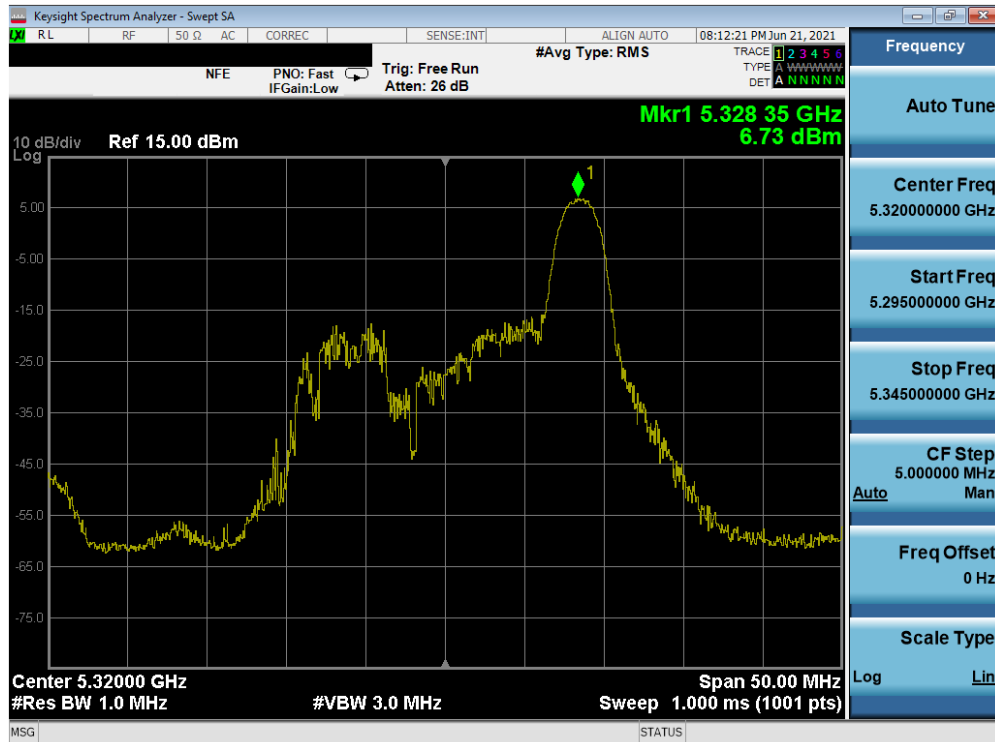 Keysight Spectrum Analyzer - Swept SA
LXI RL RF 50 Ω AC CORREC SENSE:INT ALIGN AUTO 08:12:21 PM Jun 21, 2021
NFE PNO: Fast Trig: Free Run #Avg Type: RMS TRACE 1 2 3 4 5 6
IFGain:Low Atten: 26 dB TYPE A WWWWW
DET A N N N N N
Mkr1 5.328 35 GHz
6.73 dBm
10 dB/div Ref 15.00 dBm
Log
1
5.00
-5.00
-15.0
-25.0
-35.0
-45.0
-55.0
-65.0
-75.0
Center 5.32000 GHz Span 50.00 MHz
#Res BW 1.0 MHz #VBW 3.0 MHz Sweep 1.000 ms (1001 pts)
MSG STATUS
Frequency
Auto Tune
Center Freq
5.320000000 GHz
Start Freq
5.295000000 GHz
Stop Freq
5.345000000 GHz
CF Step
5.000000 MHz
Auto Man
Freq Offset
0 Hz
Scale Type
Log Lin